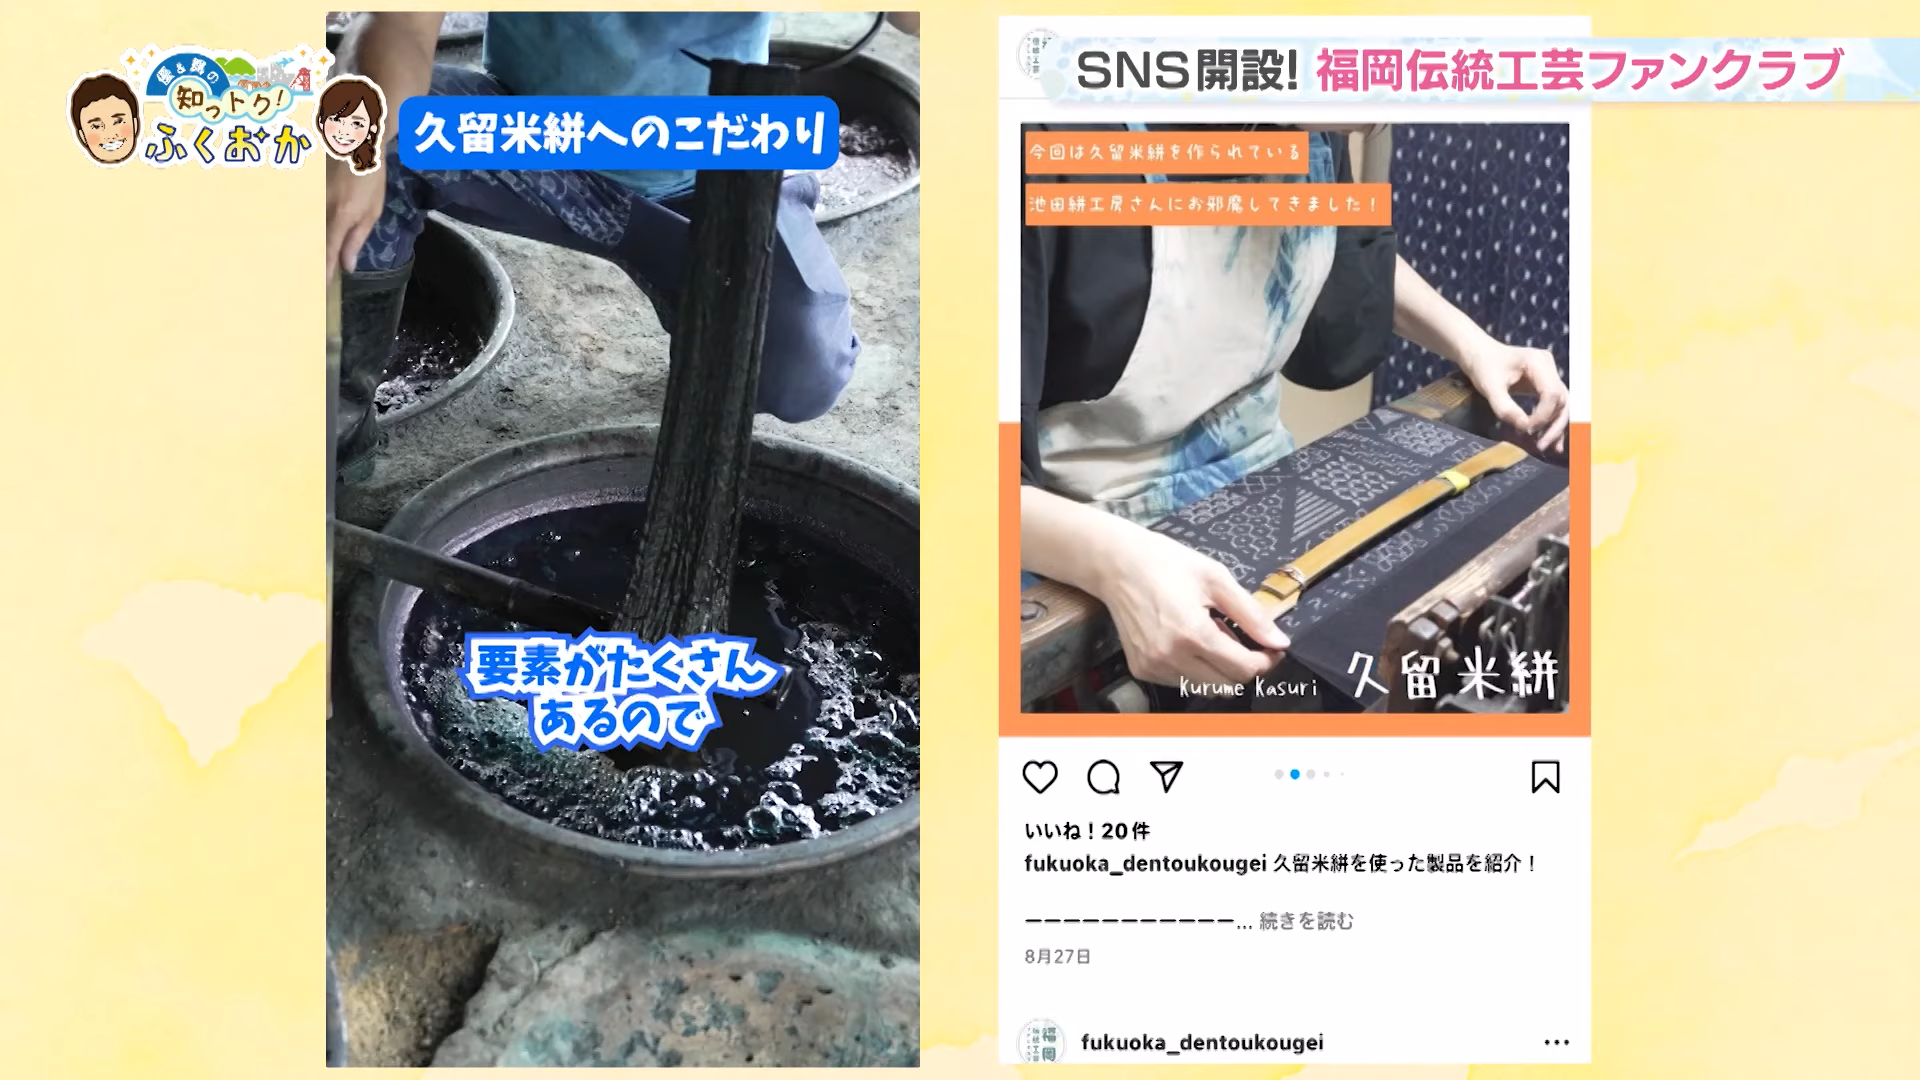 知っトク!
ふくおか
久留米絣へのこだわり
要素がたくさん
あるので
SNS開設! 福岡伝統工芸ファンクラブ
今回は久留米絣を作られている
池田絣工房さんにお邪魔してきました!
Kurume Kasuri 久留米絣
いいね!20件
fukuoka_dentoukougei 久留米絣を使った製品を紹介!
ーーーーーーーーーーー... 続きを読む
8月27日
fukuoka_dentoukougei